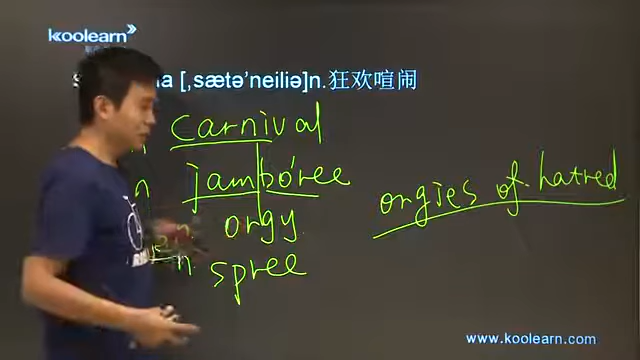 koolearn
[,sætə'neiliə]n.狂欢喧闹
n carnival
n jamboree
n. orgy
n spree
orgies of hatred
www.koolearn.com